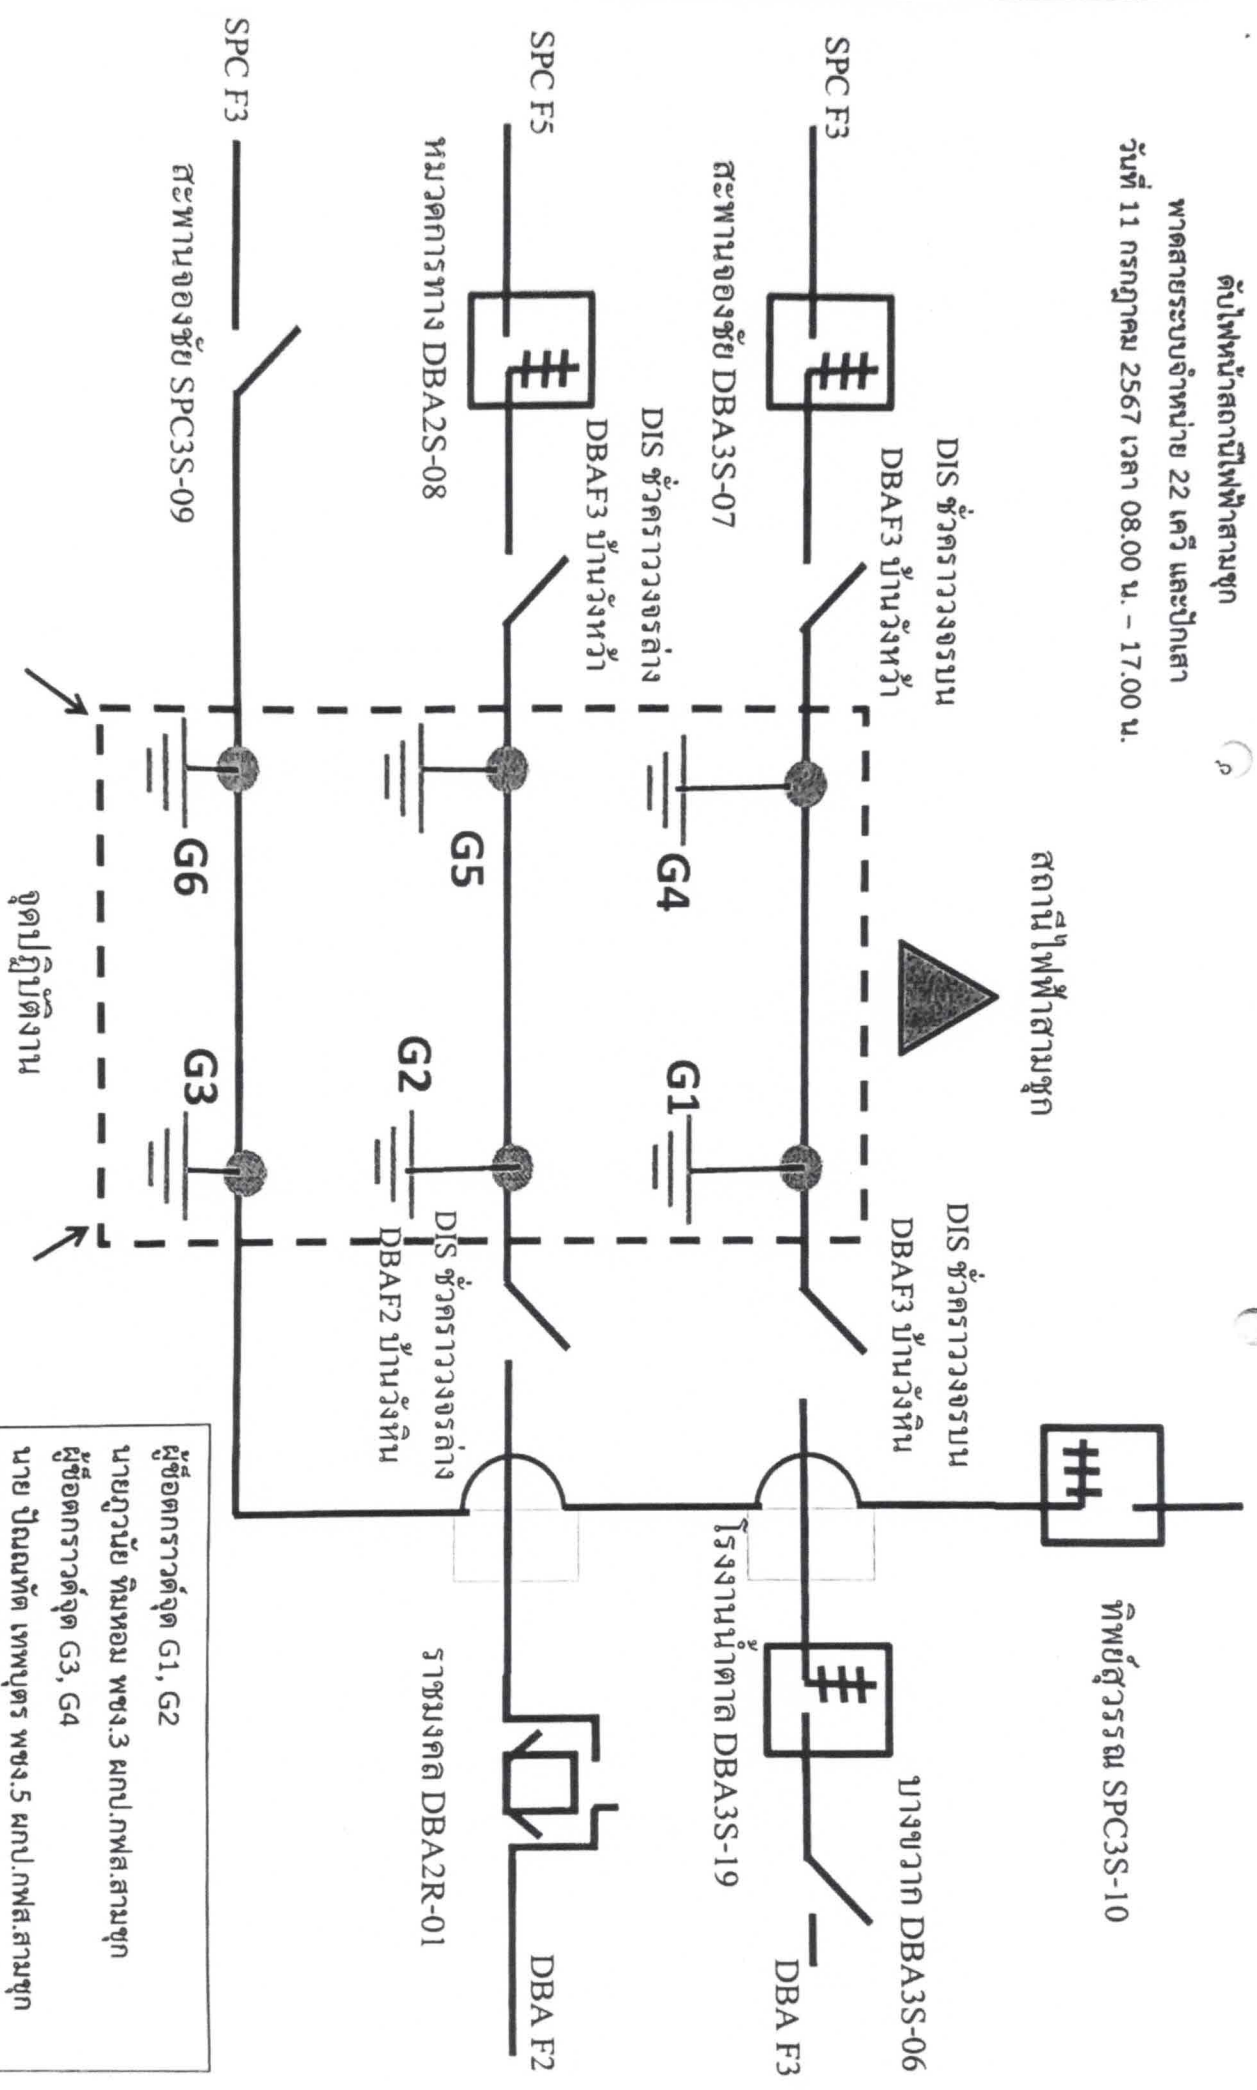 ดับไฟหน้าสถานีไฟฟ้าสามชุก
พาดสายระบบจำหน่าย 22 เควี และปักเสา
วันที่ 11 กรกฎาคม 2567 เวลา 08.00 น. – 17.00 น.
สถานีไฟฟ้าสามชุก
ทิพย์สุวรรณ SPC3S-10
DIS ชั่วคราววงจรบน
DBAF3 บ้านวังหว้า
DIS ชั่วคราววงจรบน
DBAF3 บ้านวังหิน
บางขวาก DBA3S-06
SPC F3
DBA F3
สะพานจองชัย DBA3S-07
G4
G1
โรงงานน้ำตาล DBA3S-19
DIS ชั่วคราววงจรล่าง
DBAF3 บ้านวังหว้า
SPC F5
DBA F2
หมวดการทาง DBA2S-08
G5
G2
DIS ชั่วคราววงจรล่าง
DBAF2 บ้านวังหิน
ราชมงคล DBA2R-01
SPC F3
สะพานจองชัย SPC3S-09
G6
G3
จุดปฏิบัติงาน
ผู้ช็อตกราวด์จุด G1, G2
นายภูวนัย ทิมหอม พชง.3 ผกป.กฟส.สามชุก
ผู้ช็อตกราวด์จุด G3, G4
นาย ปัณณทัต เทพบุตร พชง.5 ผกป.กฟส.สามชุก